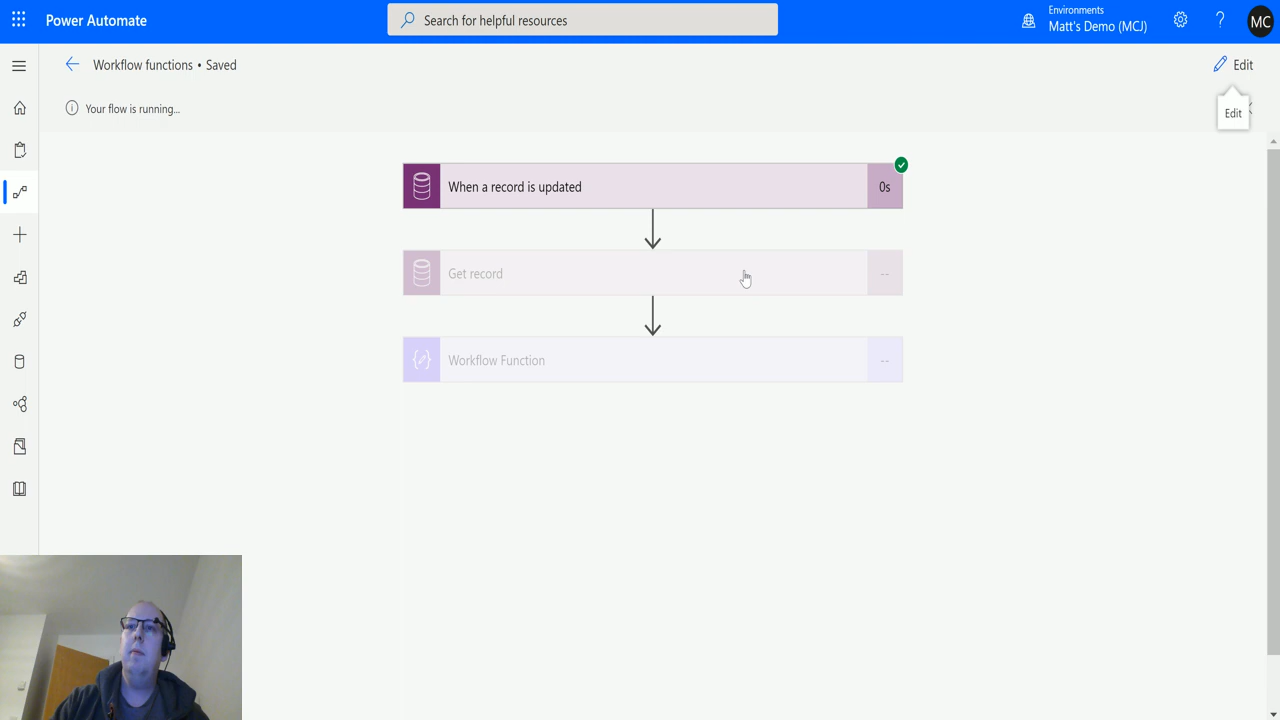 Power Automate
Search for helpful resources
Environments
Matt's Demo (MCJ)
MC
Workflow functions • Saved
Edit
Your flow is running...
Edit
When a record is updated
0s
Get record
--
Workflow Function
--